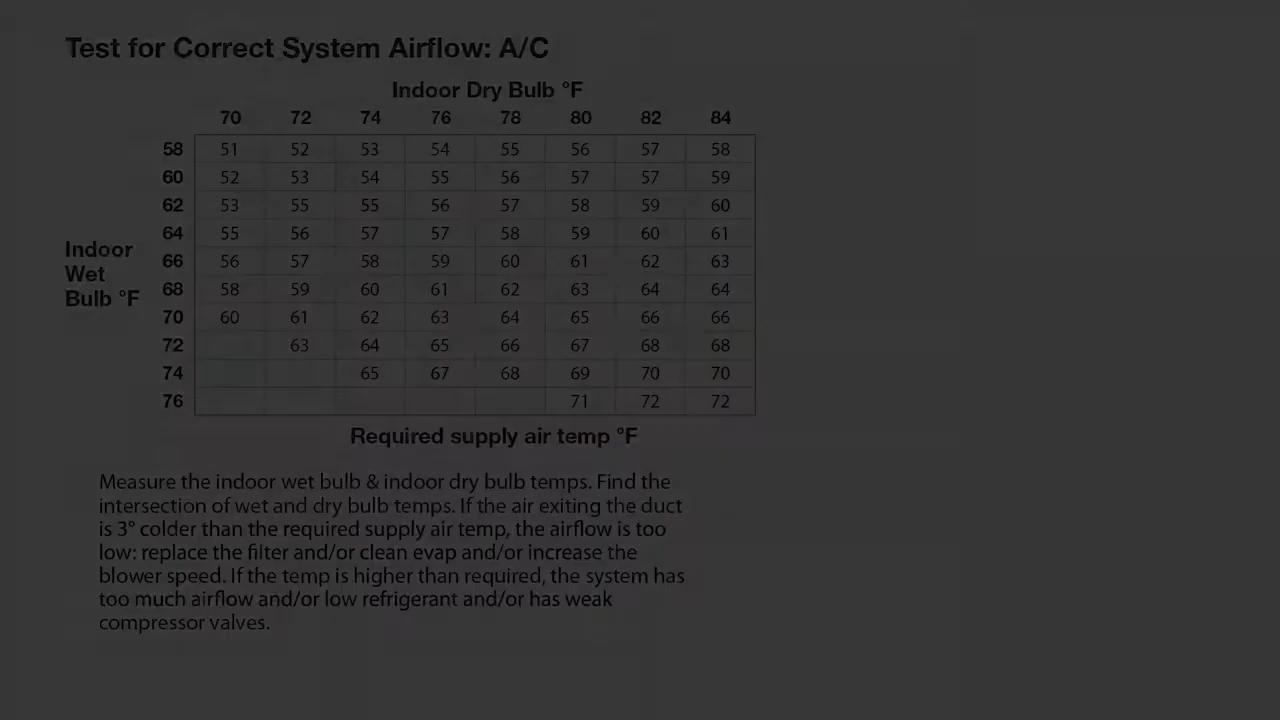 Test for Correct System Airflow: A/C
Indoor Dry Bulb °F
70 72 74 76 78 80 82 84
58 51 52 53 54 55 56 57 58
60 52 53 54 55 56 57 57 59
62 53 55 55 56 57 58 59 60
64 55 56 57 57 58 59 60 61
Indoor
Wet
Bulb °F
66 56 57 58 59 60 61 62 63
68 58 59 60 61 62 63 64 64
70 60 61 62 63 64 65 66 66
72 63 64 65 66 67 68 68
74 65 67 68 69 70 70
76 71 72 72
Required supply air temp °F
Measure the indoor wet bulb & indoor dry bulb temps. Find the
intersection of wet and dry bulb temps. If the air exiting the duct
is 3° colder than the required supply air temp, the airflow is too
low: replace the filter and/or clean evap and/or increase the
blower speed. If the temp is higher than required, the system has
too much airflow and/or low refrigerant and/or has weak
compressor valves.